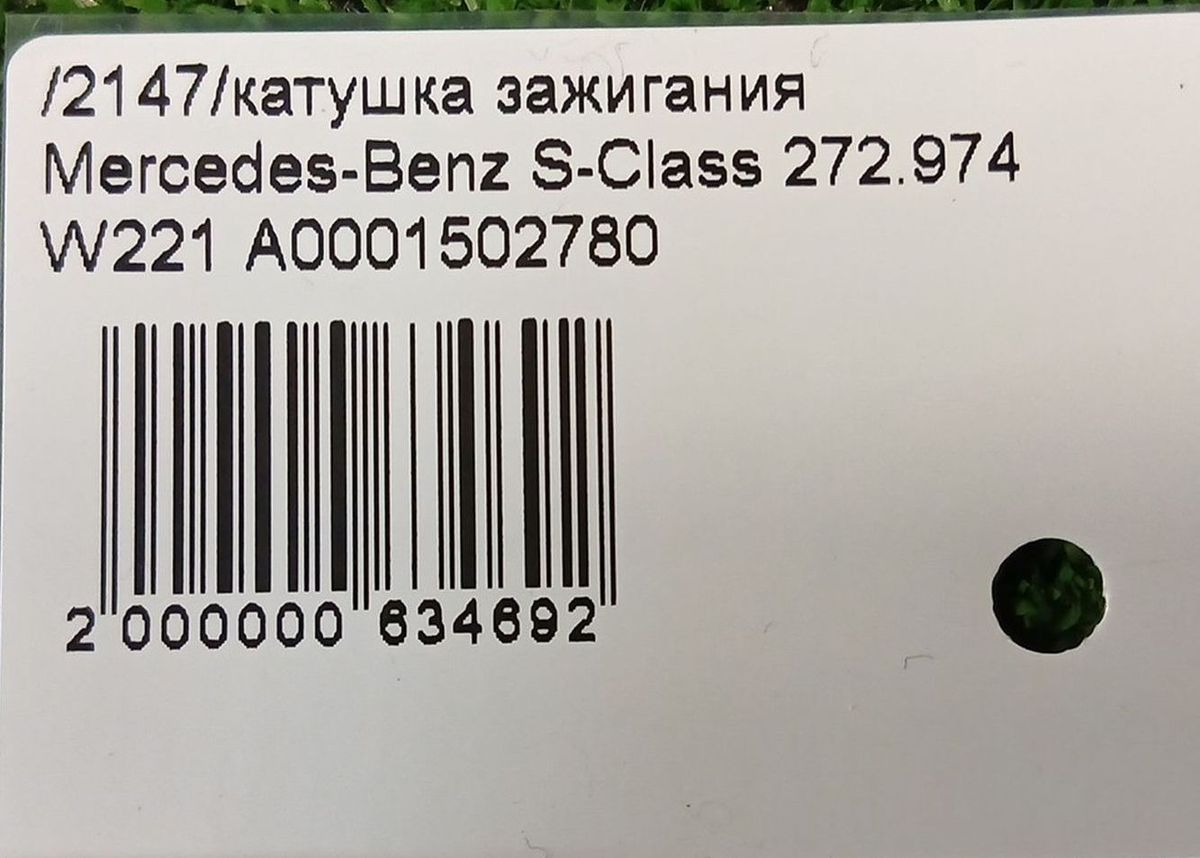 /2147/катушка зажигания
Mercedes-Benz S-Class 272.974
W221 A0001502780
2 000000 634692